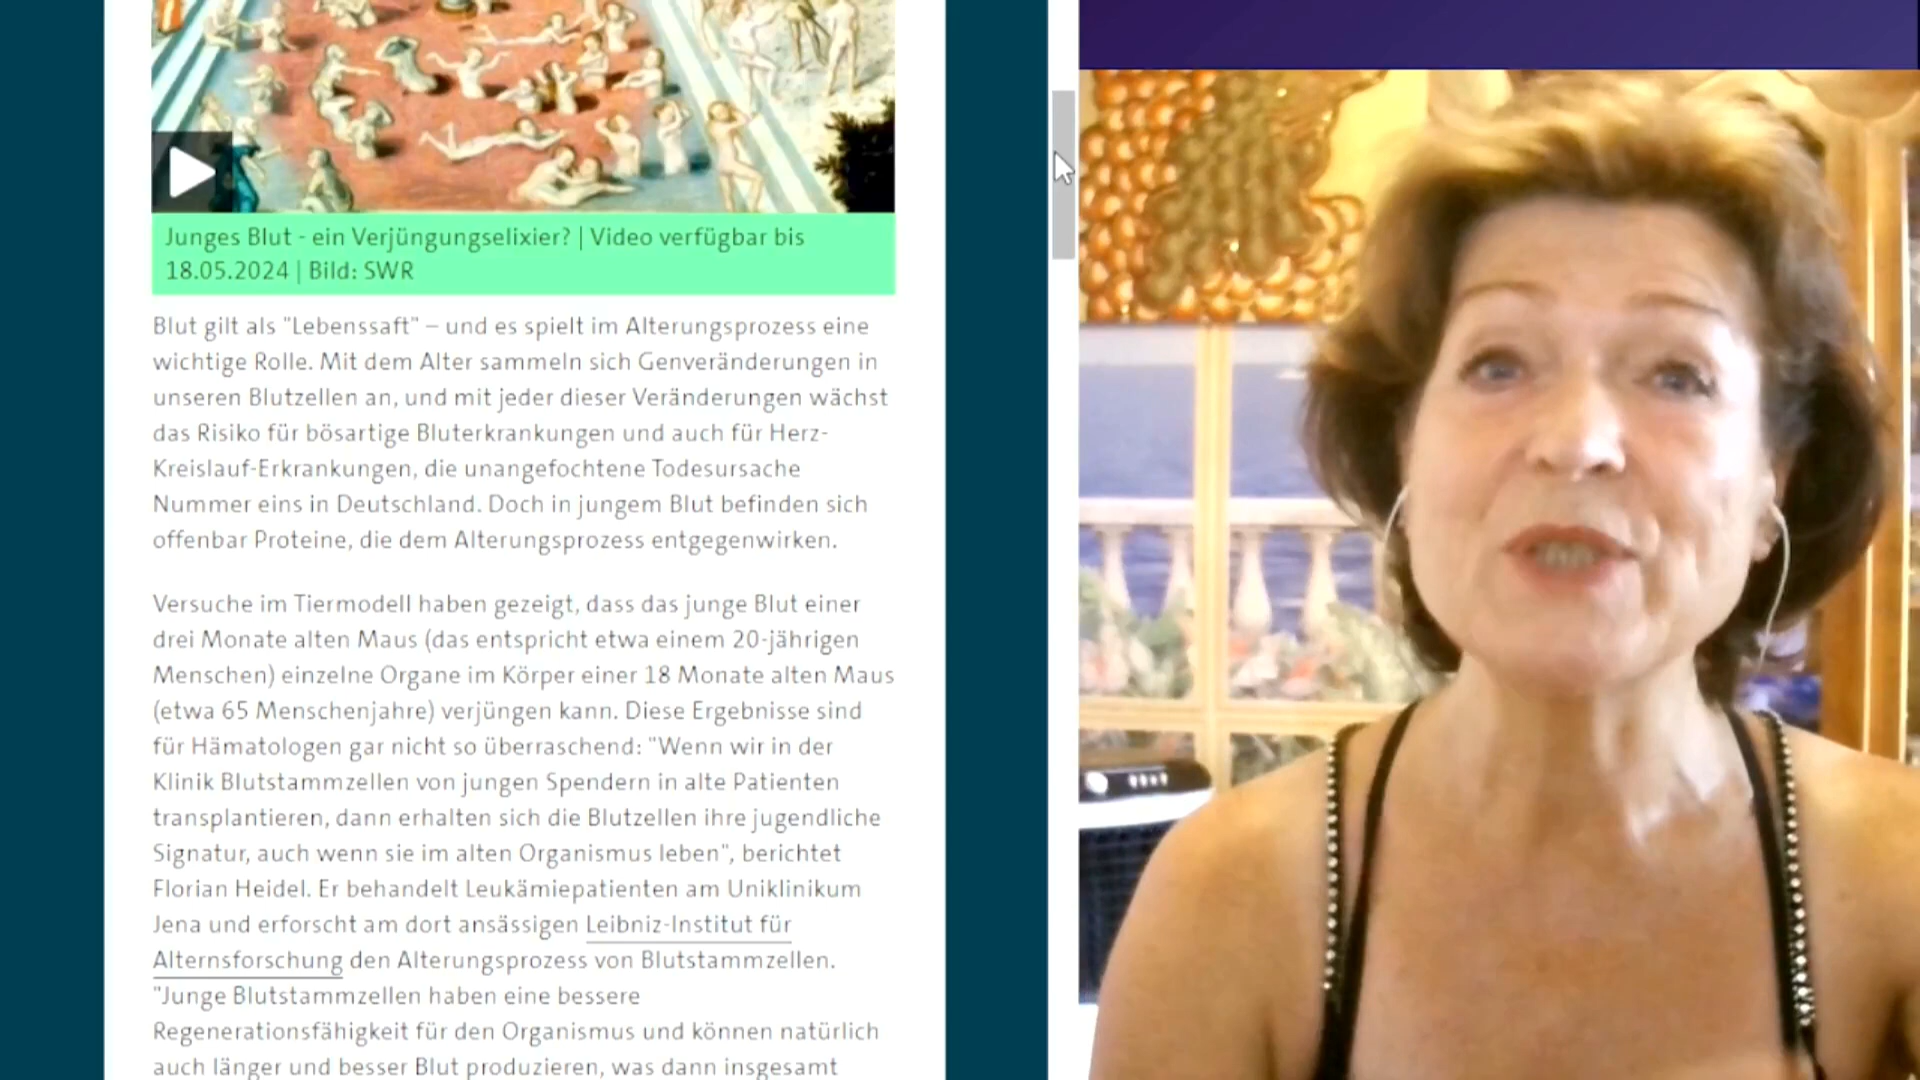 Junges Blut - ein Verjüngungselixier? | Video verfügbar bis
18.05.2024 | Bild: SWR
Blut gilt als "Lebenssaft" – und es spielt im Alterungsprozess eine
wichtige Rolle. Mit dem Alter sammeln sich Genveränderungen in
unseren Blutzellen an, und mit jeder dieser Veränderungen wächst
das Risiko für bösartige Bluterkrankungen und auch für Herz-
Kreislauf-Erkrankungen, die unangefochtene Todesursache
Nummer eins in Deutschland. Doch in jungem Blut befinden sich
offenbar Proteine, die dem Alterungsprozess entgegenwirken.
Versuche im Tiermodell haben gezeigt, dass das junge Blut einer
drei Monate alten Maus (das entspricht etwa einem 20-jährigen
Menschen) einzelne Organe im Körper einer 18 Monate alten Maus
(etwa 65 Menschenjahre) verjüngen kann. Diese Ergebnisse sind
für Hämatologen gar nicht so überraschend: "Wenn wir in der
Klinik Blutstammzellen von jungen Spendern in alte Patienten
transplantieren, dann erhalten sich die Blutzellen ihre jugendliche
Signatur, auch wenn sie im alten Organismus leben", berichtet
Florian Heidel. Er behandelt Leukämiepatienten am Uniklinikum
Jena und erforscht am dort ansässigen Leibniz-Institut für
Alternsforschung den Alterungsprozess von Blutstammzellen.
"Junge Blutstammzellen haben eine bessere
Regenerationsfähigkeit für den Organismus und können natürlich
auch länger und besser Blut produzieren, was dann insgesamt